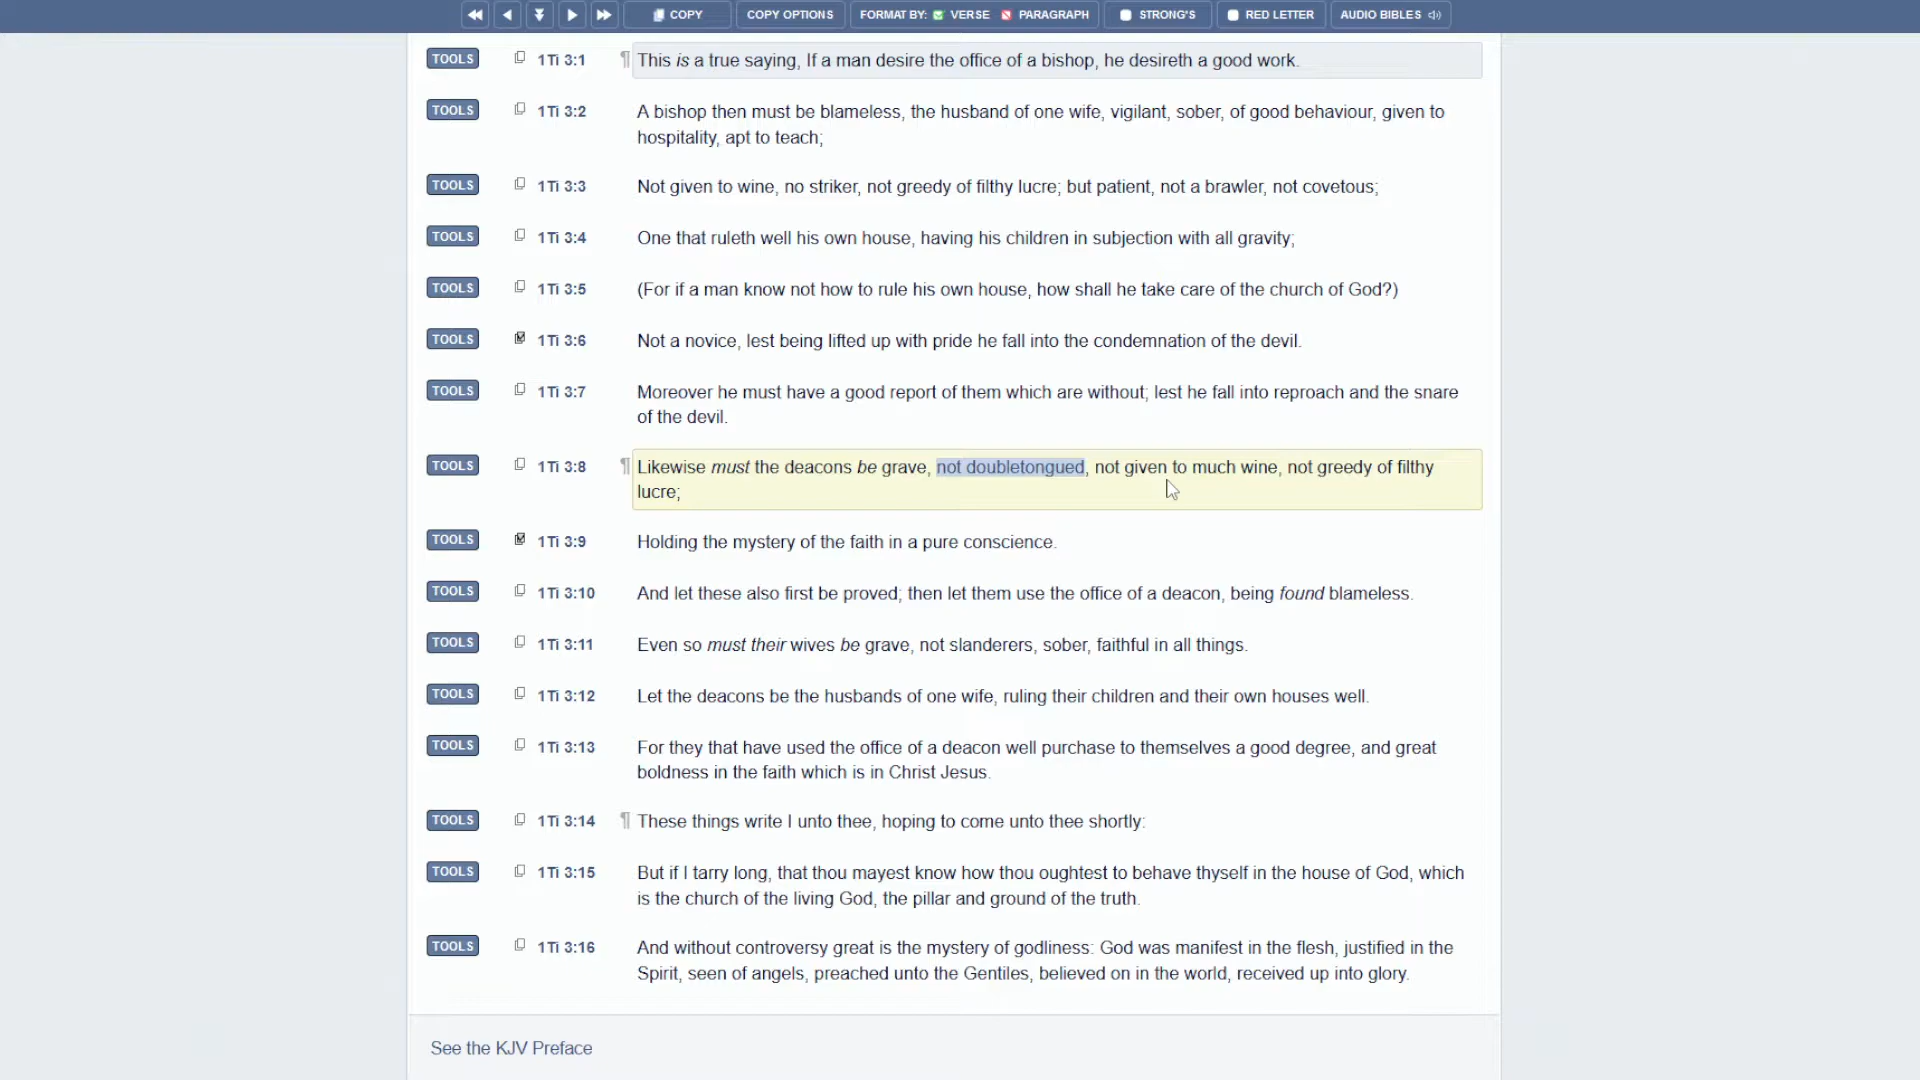 COPY COPY OPTIONS FORMAT BY: VERSE PARAGRAPH STRONG'S RED LETTER AUDIO BIBLES
TOOLS 1Ti 3:1 ¶ This is a true saying, If a man desire the office of a bishop, he desireth a good work.
TOOLS 1Ti 3:2 A bishop then must be blameless, the husband of one wife, vigilant, sober, of good behaviour, given to
hospitality, apt to teach;
TOOLS 1Ti 3:3 Not given to wine, no striker, not greedy of filthy lucre; but patient, not a brawler, not covetous;
TOOLS 1Ti 3:4 One that ruleth well his own house, having his children in subjection with all gravity;
TOOLS 1Ti 3:5 (For if a man know not how to rule his own house, how shall he take care of the church of God?)
TOOLS 1Ti 3:6 Not a novice, lest being lifted up with pride he fall into the condemnation of the devil.
TOOLS 1Ti 3:7 Moreover he must have a good report of them which are without; lest he fall into reproach and the snare
of the devil.
TOOLS 1Ti 3:8 ¶ Likewise must the deacons be grave, not doubletongued, not given to much wine, not greedy of filthy
lucre;
TOOLS 1Ti 3:9 Holding the mystery of the faith in a pure conscience.
TOOLS 1Ti 3:10 And let these also first be proved; then let them use the office of a deacon, being found blameless.
TOOLS 1Ti 3:11 Even so must their wives be grave, not slanderers, sober, faithful in all things.
TOOLS 1Ti 3:12 Let the deacons be the husbands of one wife, ruling their children and their own houses well.
TOOLS 1Ti 3:13 For they that have used the office of a deacon well purchase to themselves a good degree, and great
boldness in the faith which is in Christ Jesus.
TOOLS 1Ti 3:14 ¶ These things write I unto thee, hoping to come unto thee shortly:
TOOLS 1Ti 3:15 But if I tarry long, that thou mayest know how thou oughtest to behave thyself in the house of God, which
is the church of the living God, the pillar and ground of the truth.
TOOLS 1Ti 3:16 And without controversy great is the mystery of godliness: God was manifest in the flesh, justified in the
Spirit, seen of angels, preached unto the Gentiles, believed on in the world, received up into glory.
See the KJV Preface